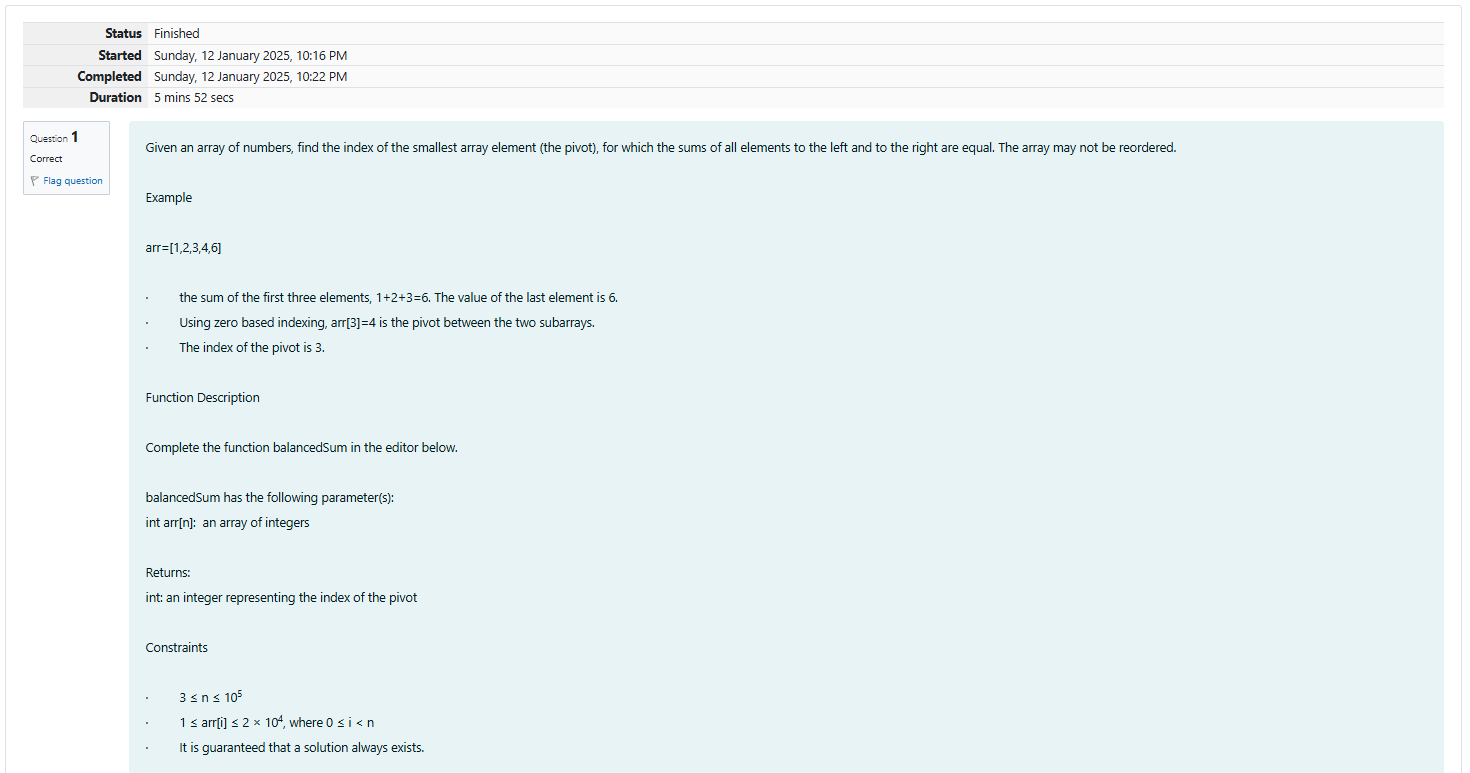 Status Finished
Started Sunday, 12 January 2025, 10:16 PM
Completed Sunday, 12 January 2025, 10:22 PM
Duration 5 mins 52 secs
Question 1
Correct
Flag question
Given an array of numbers, find the index of the smallest array element (the pivot), for which the sums of all elements to the left and to the right are equal. The array may not be reordered.
Example
arr=[1,2,3,4,6]
· the sum of the first three elements, 1+2+3=6. The value of the last element is 6.
· Using zero based indexing, arr[3]=4 is the pivot between the two subarrays.
· The index of the pivot is 3.
Function Description
Complete the function balancedSum in the editor below.
balancedSum has the following parameter(s):
int arr[n]: an array of integers
Returns:
int: an integer representing the index of the pivot
Constraints
· 3 ≤ n ≤ 10⁵
· 1 ≤ arr[i] ≤ 2 × 10⁴, where 0 ≤ i < n
· It is guaranteed that a solution always exists.